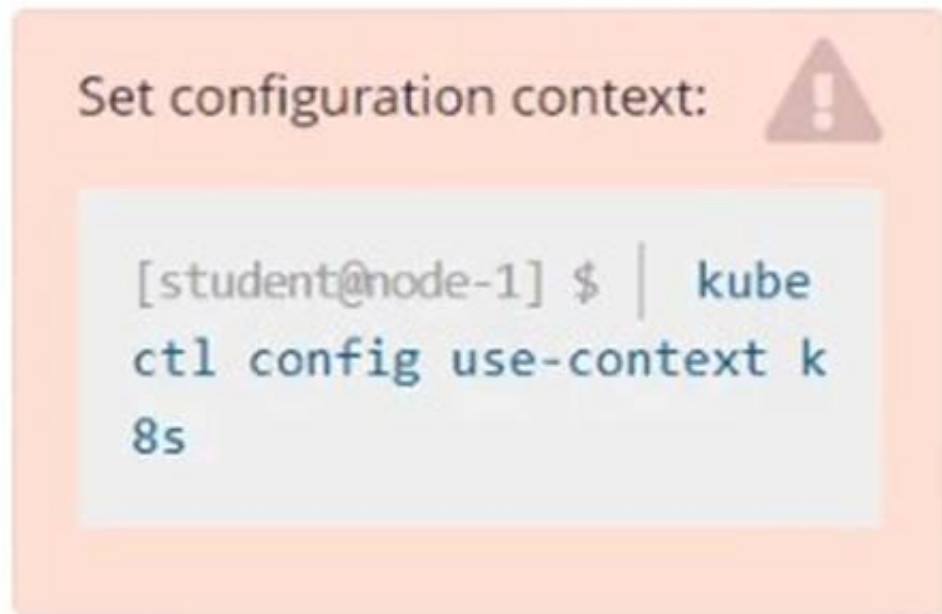 Set configuration context:
[student@node-1] $ | kube
ctl config use-context k
8s